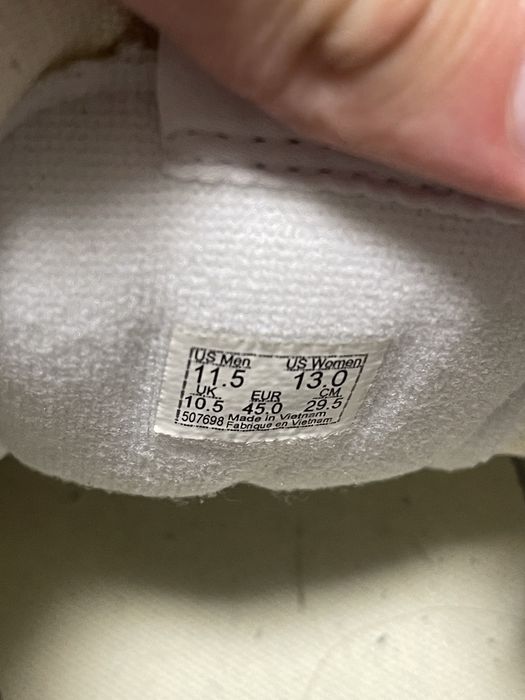 US Men US Women
11.5 13.0
UK EUR CM
10.5 45.0 29.5
507698 Made in Vietnam
Fabriqué en Vietnam